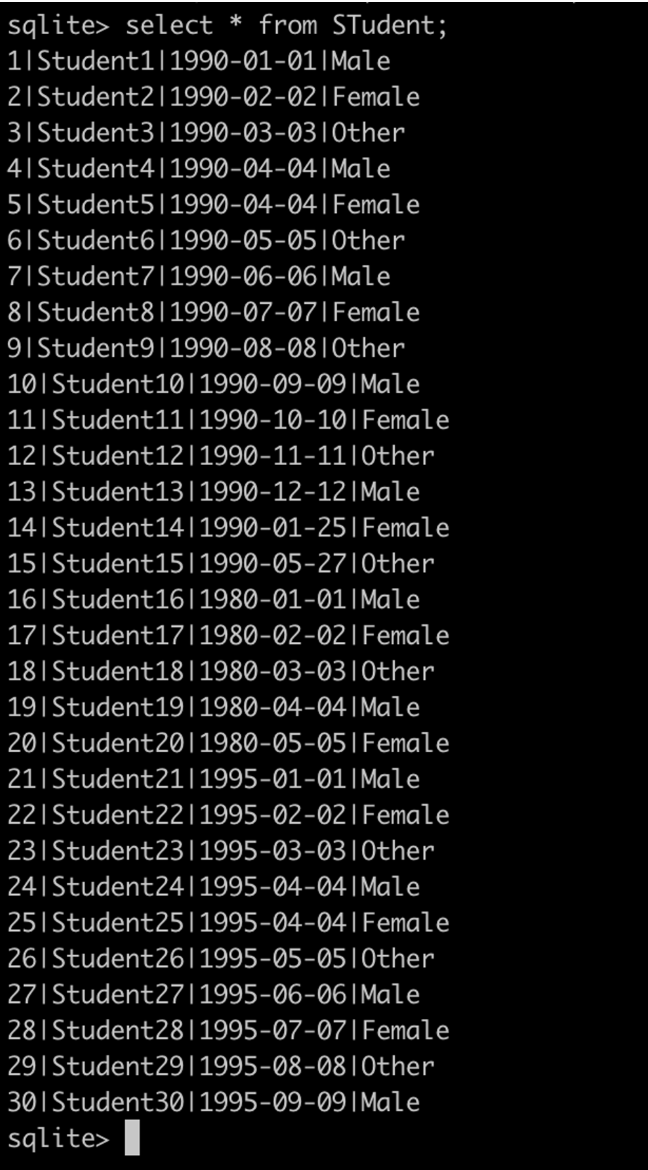 sqlite> select * from STudent;
1|Student1|1990-01-01|Male
2|Student2|1990-02-02|Female
3|Student3|1990-03-03|Other
4|Student4|1990-04-04|Male
5|Student5|1990-04-04|Female
6|Student6|1990-05-05|Other
7|Student7|1990-06-06|Male
8|Student8|1990-07-07|Female
9|Student9|1990-08-08|Other
10|Student10|1990-09-09|Male
11|Student11|1990-10-10|Female
12|Student12|1990-11-11|Other
13|Student13|1990-12-12|Male
14|Student14|1990-01-25|Female
15|Student15|1990-05-27|Other
16|Student16|1980-01-01|Male
17|Student17|1980-02-02|Female
18|Student18|1980-03-03|Other
19|Student19|1980-04-04|Male
20|Student20|1980-05-05|Female
21|Student21|1995-01-01|Male
22|Student22|1995-02-02|Female
23|Student23|1995-03-03|Other
24|Student24|1995-04-04|Male
25|Student25|1995-04-04|Female
26|Student26|1995-05-05|Other
27|Student27|1995-06-06|Male
28|Student28|1995-07-07|Female
29|Student29|1995-08-08|Other
30|Student30|1995-09-09|Male
sqlite>